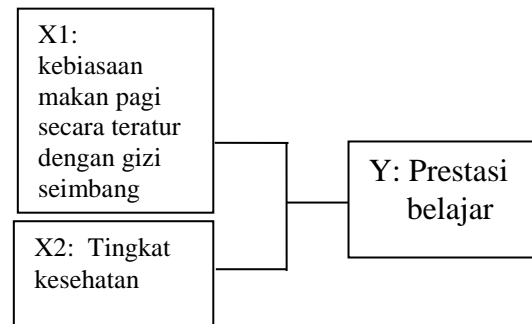 X1:
kebiasaan
makan pagi
secara teratur
dengan gizi
seimbang
X2: Tingkat
kesehatan
Y: Prestasi
belajar